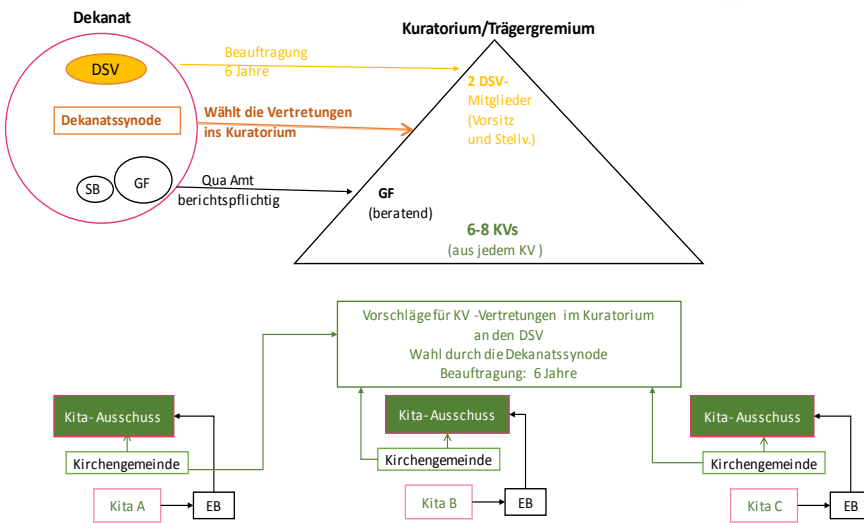 Dekanat
DSV
Dekanatssynode
SB
GF
Beauftragung
6 Jahre
Wählt die Vertretungen
ins Kuratorium
Qua Amt
berichtspflichtig
Kuratorium/Trägergremium
2 DSV-
Mitglieder
(Vorsitz
und Stellv.)
GF
(beratend)
6-8 KVs
(aus jedem KV )
Vorschläge für KV -Vertretungen im Kuratorium
an den DSV
Wahl durch die Dekanatssynode
Beauftragung: 6 Jahre
Kita- Ausschuss
Kirchengemeinde
Kita A
EB
Kita- Ausschuss
Kirchengemeinde
Kita B
EB
Kita- Ausschuss
Kirchengemeinde
Kita C
EB